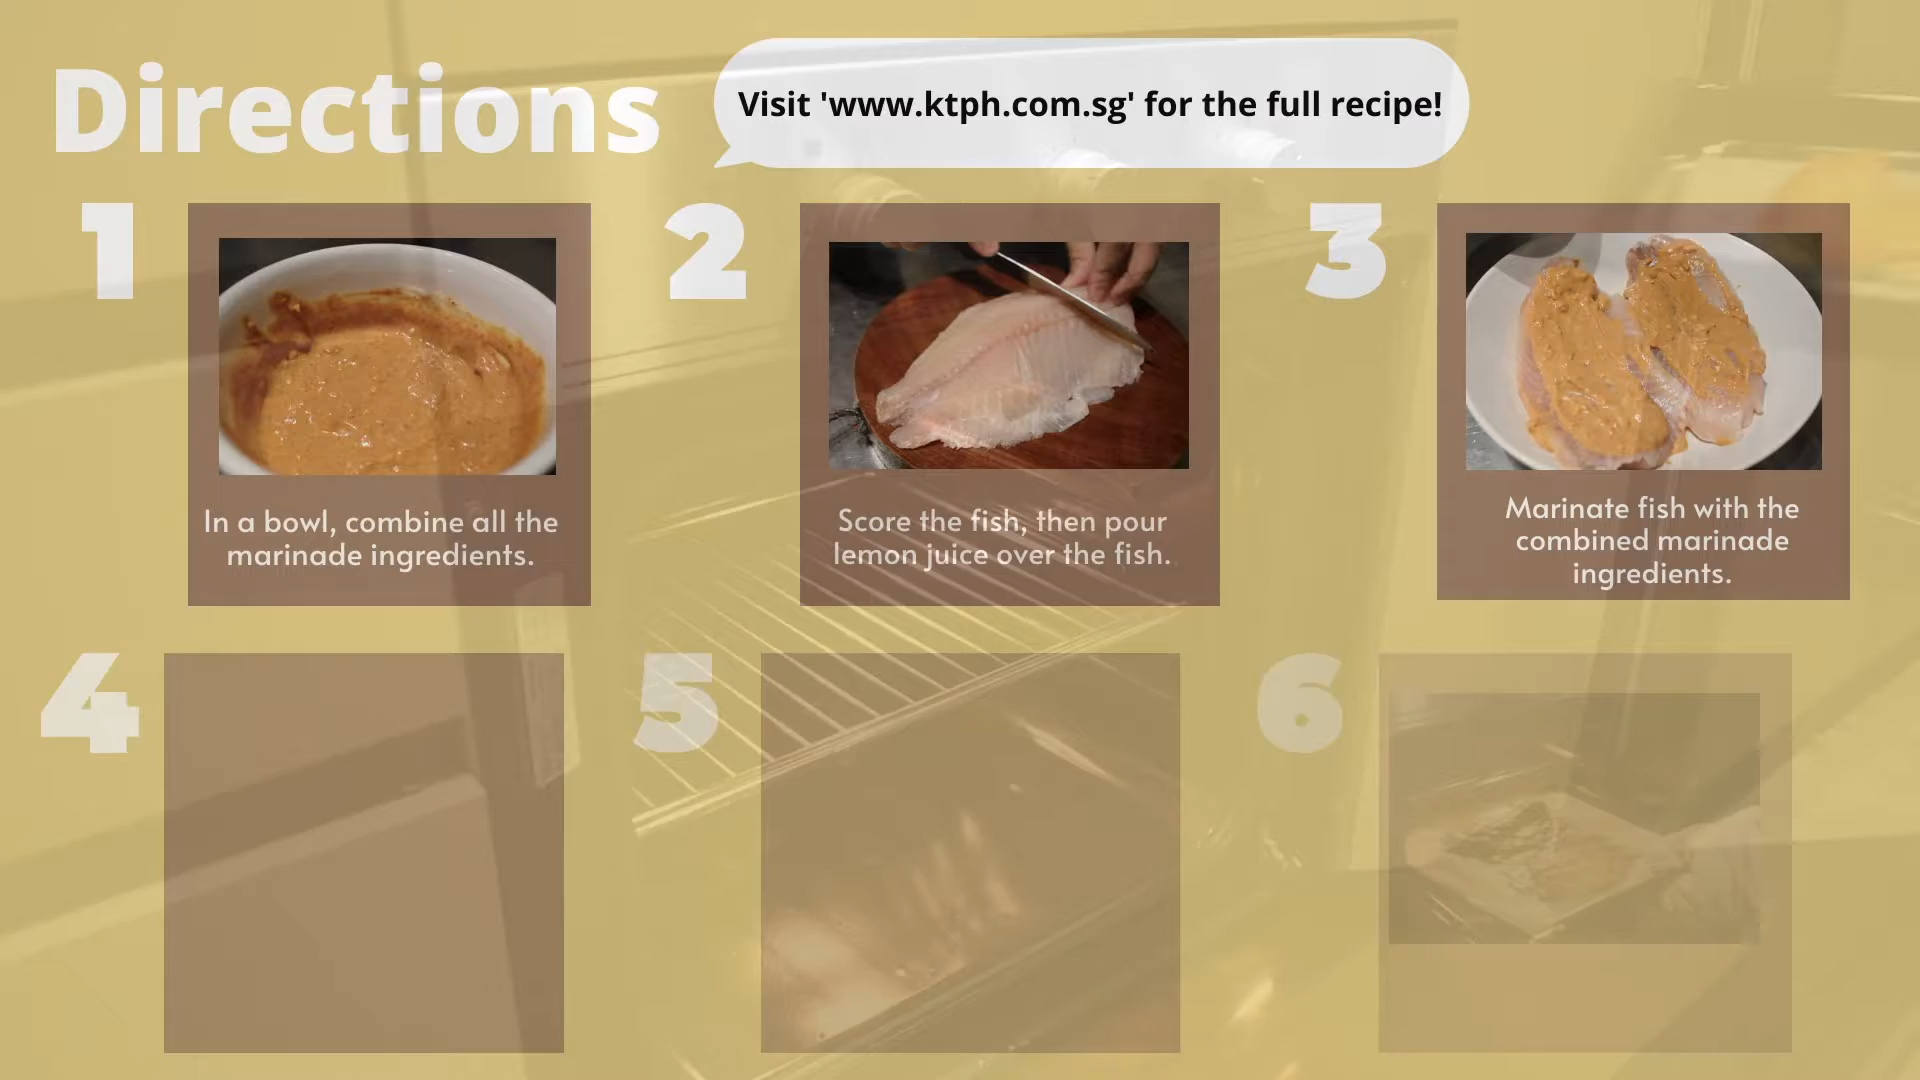 Directions
Visit 'www.ktph.com.sg' for the full recipe!
1
In a bowl, combine all the
marinade ingredients.
2
Score the fish, then pour
lemon juice over the fish.
3
Marinate fish with the
combined marinade
ingredients.
4
5
6